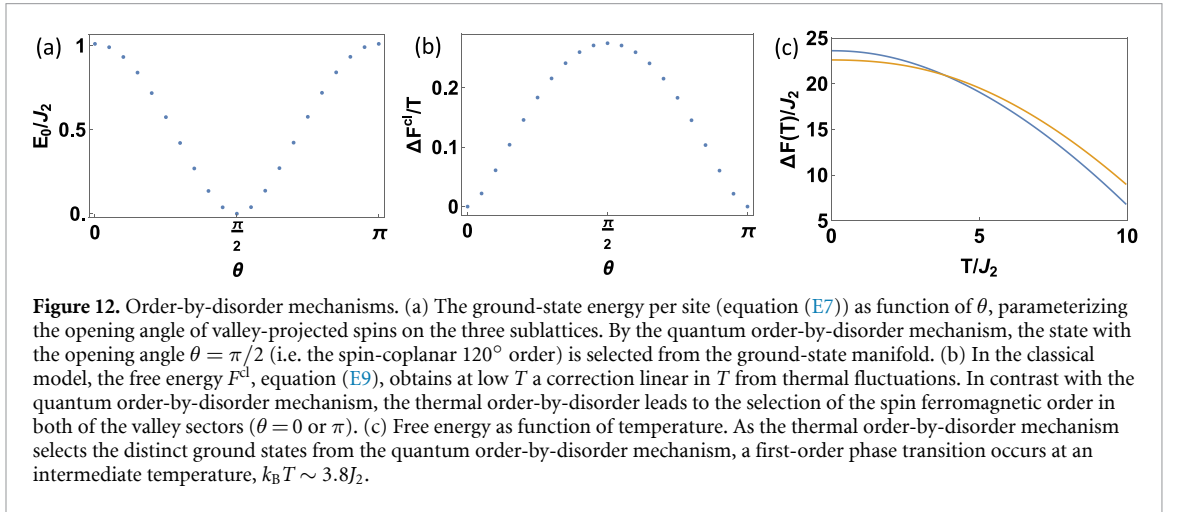 (a)
1
0.5
0.
E₀/J₂
0
π/2
π
θ
(b)
0.2
0.1
0
ΔFᶜˡ/T
0
π/2
π
θ
(c)
25
20
15
10
5
ΔF(T)/J₂
0
5
10
T/J₂
Figure 12. Order-by-disorder mechanisms. (a) The ground-state energy per site (equation (E7)) as function of θ, parameterizing
the opening angle of valley-projected spins on the three sublattices. By the quantum order-by-disorder mechanism, the state with
the opening angle θ = π/2 (i.e. the spin-coplanar 120° order) is selected from the ground-state manifold. (b) In the classical
model, the free energy Fᶜˡ, equation (E9), obtains at low T a correction linear in T from thermal fluctuations. In contrast with the
quantum order-by-disorder mechanism, the thermal order-by-disorder leads to the selection of the spin ferromagnetic order in
both of the valley sectors (θ = 0 or π). (c) Free energy as function of temperature. As the thermal order-by-disorder mechanism
selects the distinct ground states from the quantum order-by-disorder mechanism, a first-order phase transition occurs at an
intermediate temperature, k_BT ∼ 3.8J₂.